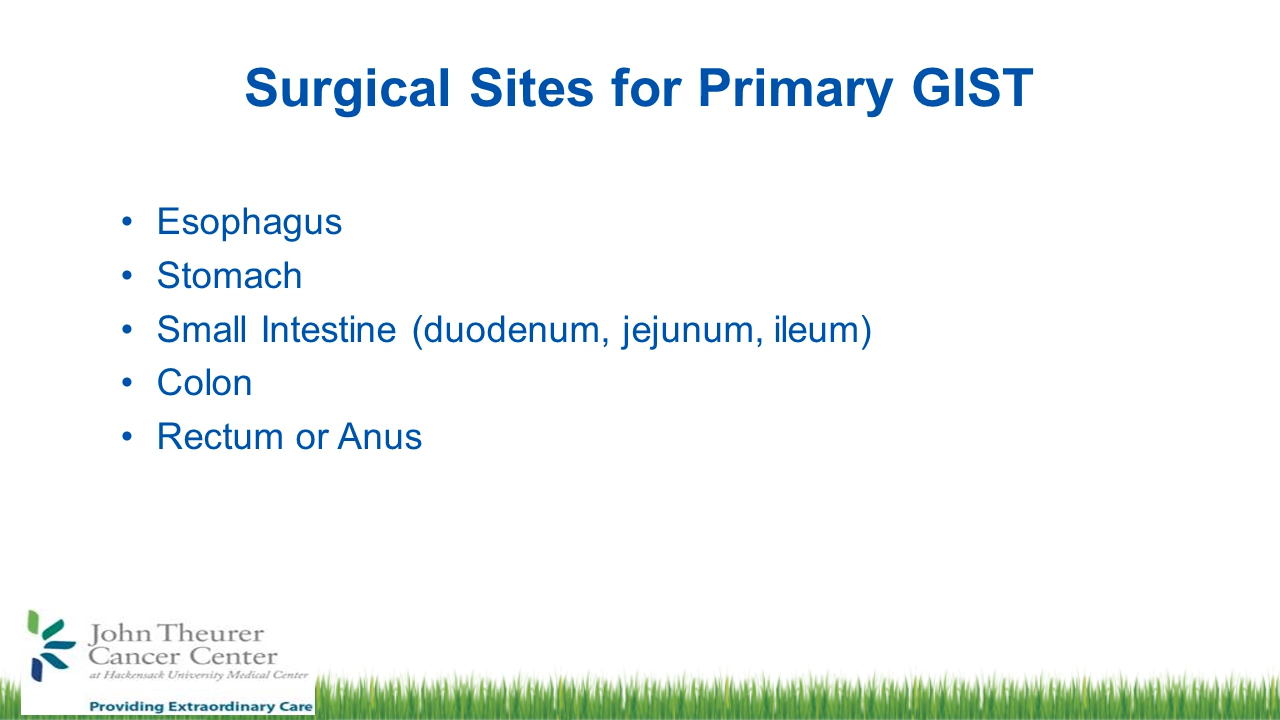 Surgical Sites for Primary GIST
• Esophagus
• Stomach
• Small Intestine (duodenum, jejunum, ileum)
• Colon
• Rectum or Anus
John Theurer
Cancer Center
at Hackensack University Medical Center
Providing Extraordinary Care